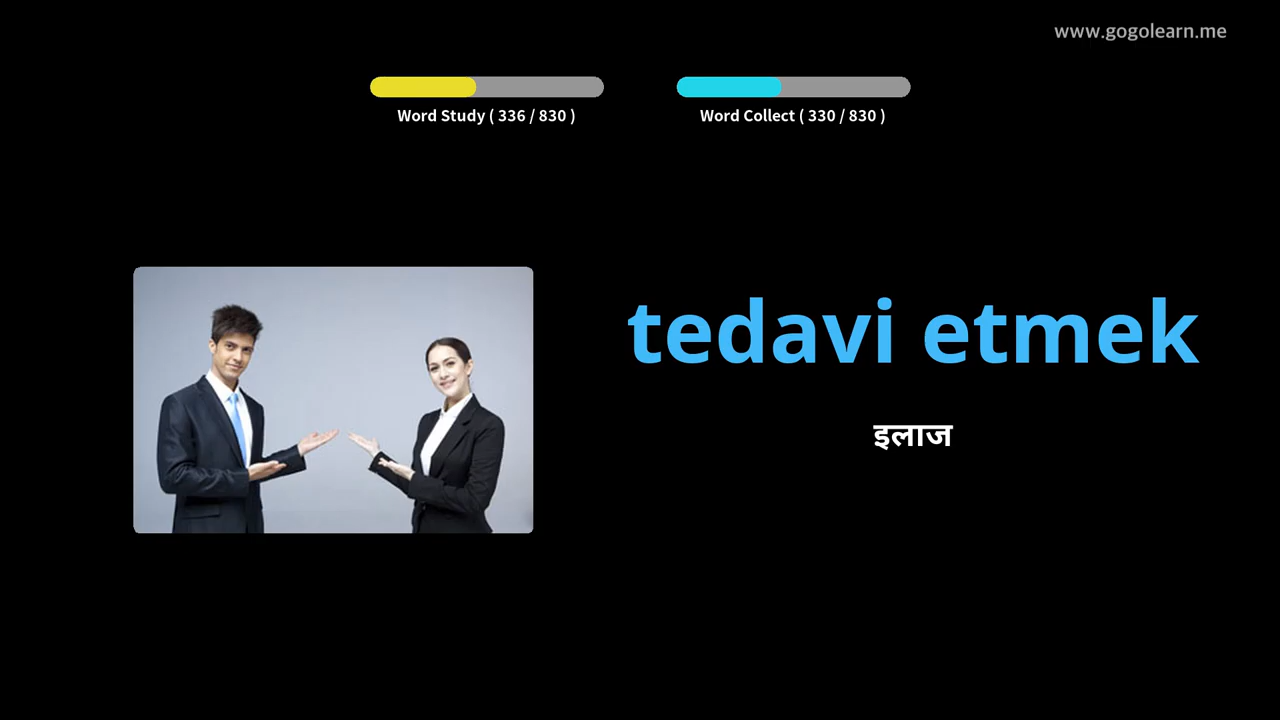 www.gogolearn.me
Word Study ( 336 / 830 )
Word Collect ( 330 / 830 )
tedavi etmek
इलाज